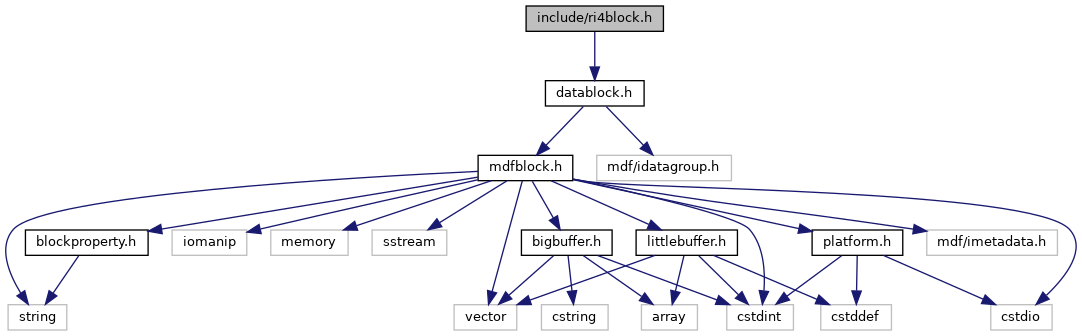 include/ri4block.h
datablock.h
mdfblock.h
mdf/idatagroup.h
blockproperty.h
iomanip
memory
sstream
bigbuffer.h
littlebuffer.h
platform.h
mdf/imetadata.h
string
vector
cstring
array
cstdint
cstddef
cstdio